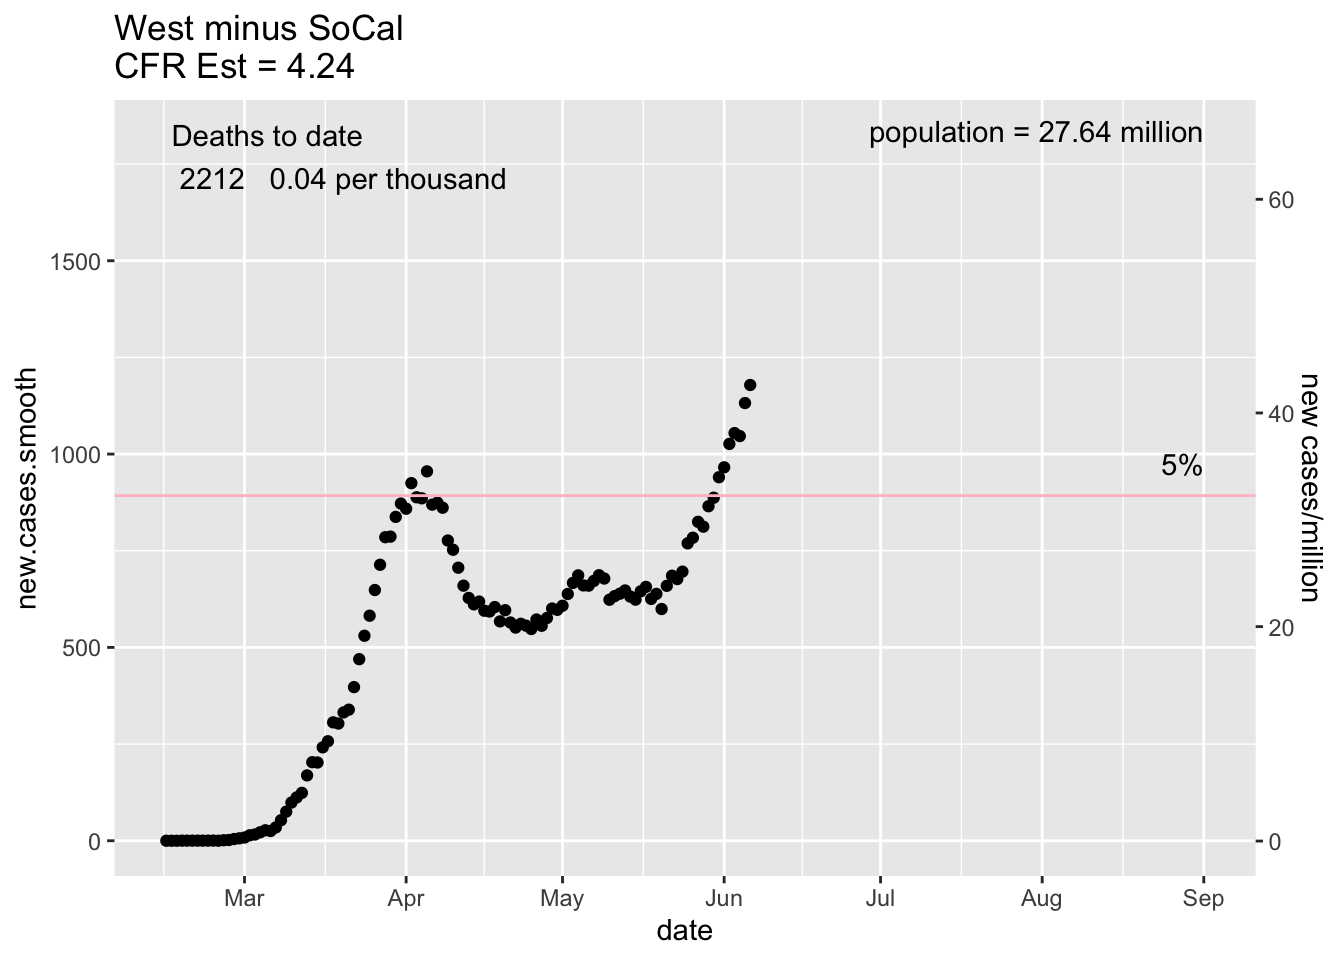 West minus SoCal
CFR Est = 4.24
Deaths to date
2212 0.04 per thousand
population = 27.64 million
5%
new.cases.smooth
1500
1000
500
0
new cases/million
60
40
20
0
Mar Apr May Jun Jul Aug Sep
date